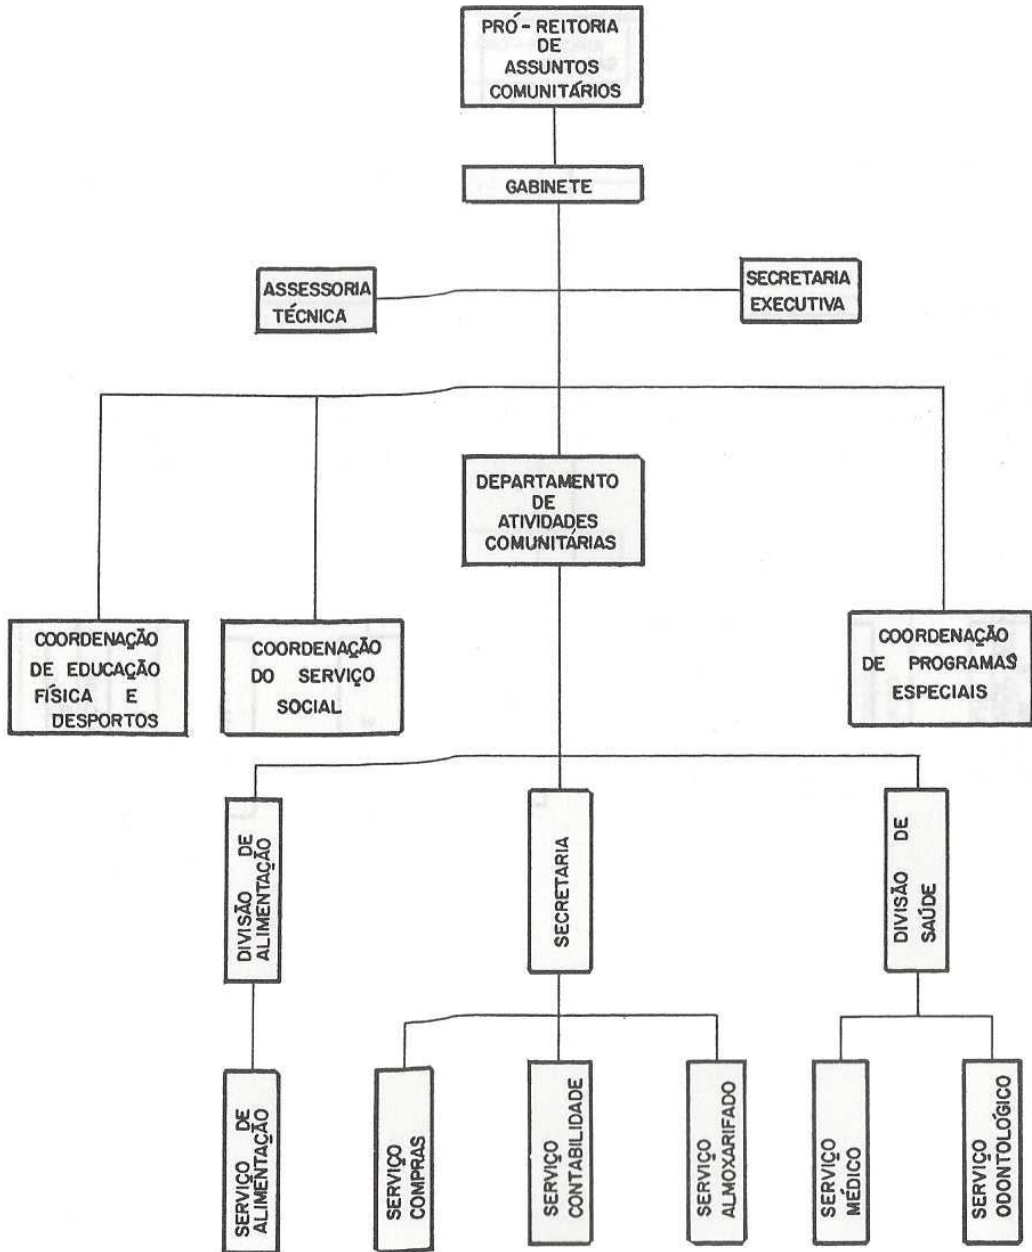 PRÓ-REITORIA
DE
ASSUNTOS
COMUNITÁRIOS
GABINETE
ASSESSORIA
TÉCNICA
SECRETARIA
EXECUTIVA
DEPARTAMENTO
DE
ATIVIDADES
COMUNITÁRIAS
COORDENAÇÃO
DE EDUCAÇÃO
FÍSICA E
DESPORTOS
COORDENAÇÃO
DO SERVIÇO
SOCIAL
COORDENAÇÃO
DE PROGRAMAS
ESPECIAIS
DIVISÃO DE
ALIMENTAÇÃO
SECRETARIA
DIVISÃO DE
SAÚDE
SERVIÇO DE
ALIMENTAÇÃO
SERVIÇO
COMPRAS
SERVIÇO
CONTABILIDADE
SERVIÇO
ALMOXARIFADO
SERVIÇO
MÉDICO
SERVIÇO
ODONTOLÓGICO